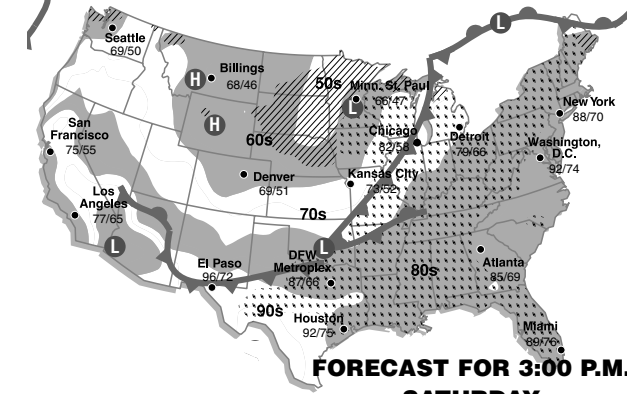 L
Seattle
69/50
Billings
68/46
H
50s
Minn. St. Paul
66/47
L
New York
88/70
H
60s
San
Francisco
75/55
Chicago
82/58
Detroit
79/66
Washington,
D.C.
92/74
Denver
69/51
Kansas City
73/52
Los
Angeles
77/65
70s
L
L
El Paso
96/72
DFW
Metroplex
87/66
80s
Atlanta
85/69
90s
Houston
92/75
Miami
89/76
FORECAST FOR 3:00 P.M.
SATURDAY